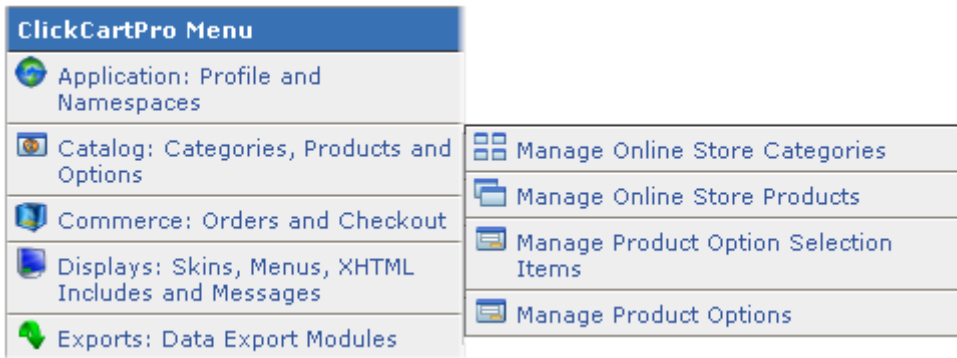 ClickCartPro Menu
Application: Profile and
Namespaces
Catalog: Categories, Products and
Options
Commerce: Orders and Checkout
Displays: Skins, Menus, XHTML
Includes and Messages
Exports: Data Export Modules
Manage Online Store Categories
Manage Online Store Products
Manage Product Option Selection
Items
Manage Product Options